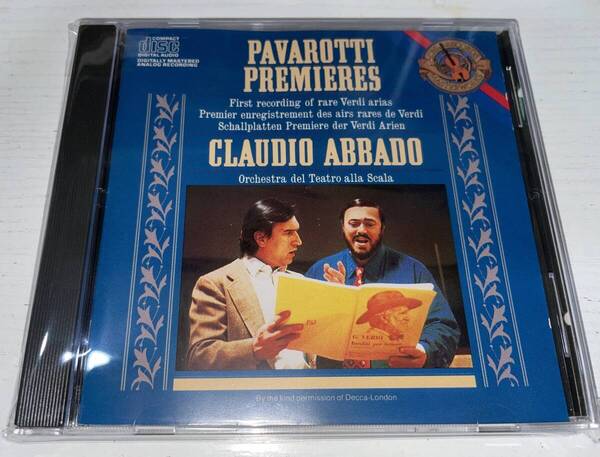 COMPACT
disc
DIGITAL AUDIO
DIGITALLY MASTERED
ANALOG RECORDING
PAVAROTTI
PREMIERES
First recording of rare Verdi arias
Premier enregistrement des airs rares de Verdi
Schallplatten Premiere der Verdi Arien
CLAUDIO ABBADO
Orchestra del Teatro alla Scala
G. VERDI
By the kind permission of Decca-London